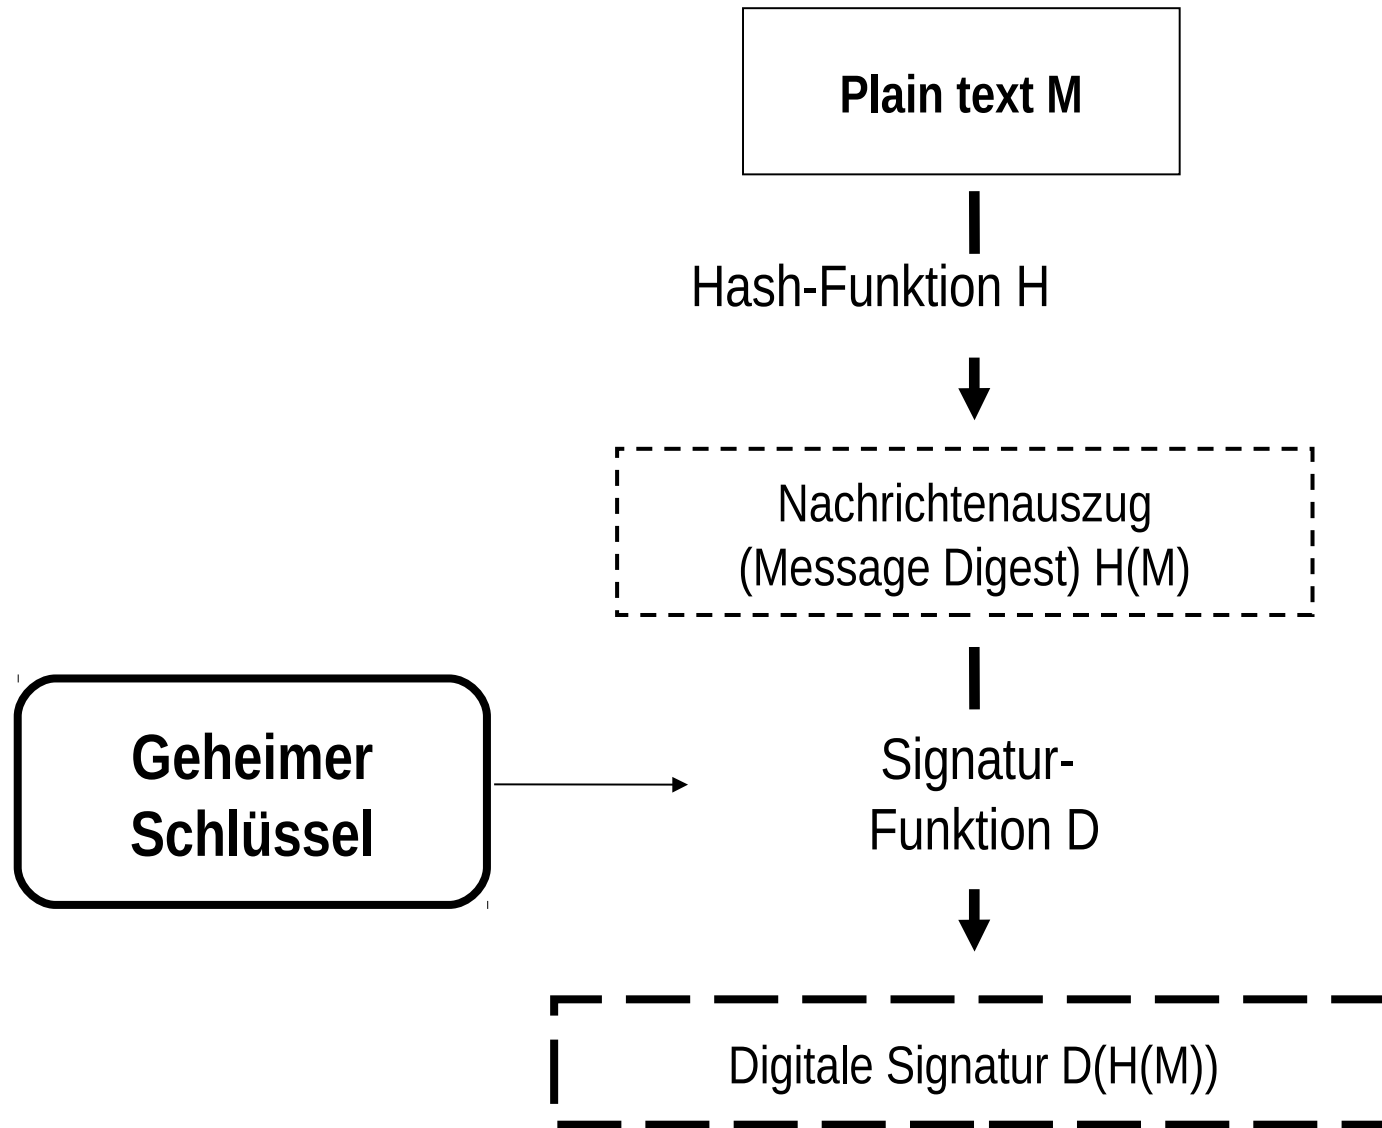 Plain text M
Hash-Funktion H
Nachrichtenauszug
(Message Digest) H(M)
Geheimer
Schlüssel
Signatur-
Funktion D
Digitale Signatur D(H(M))